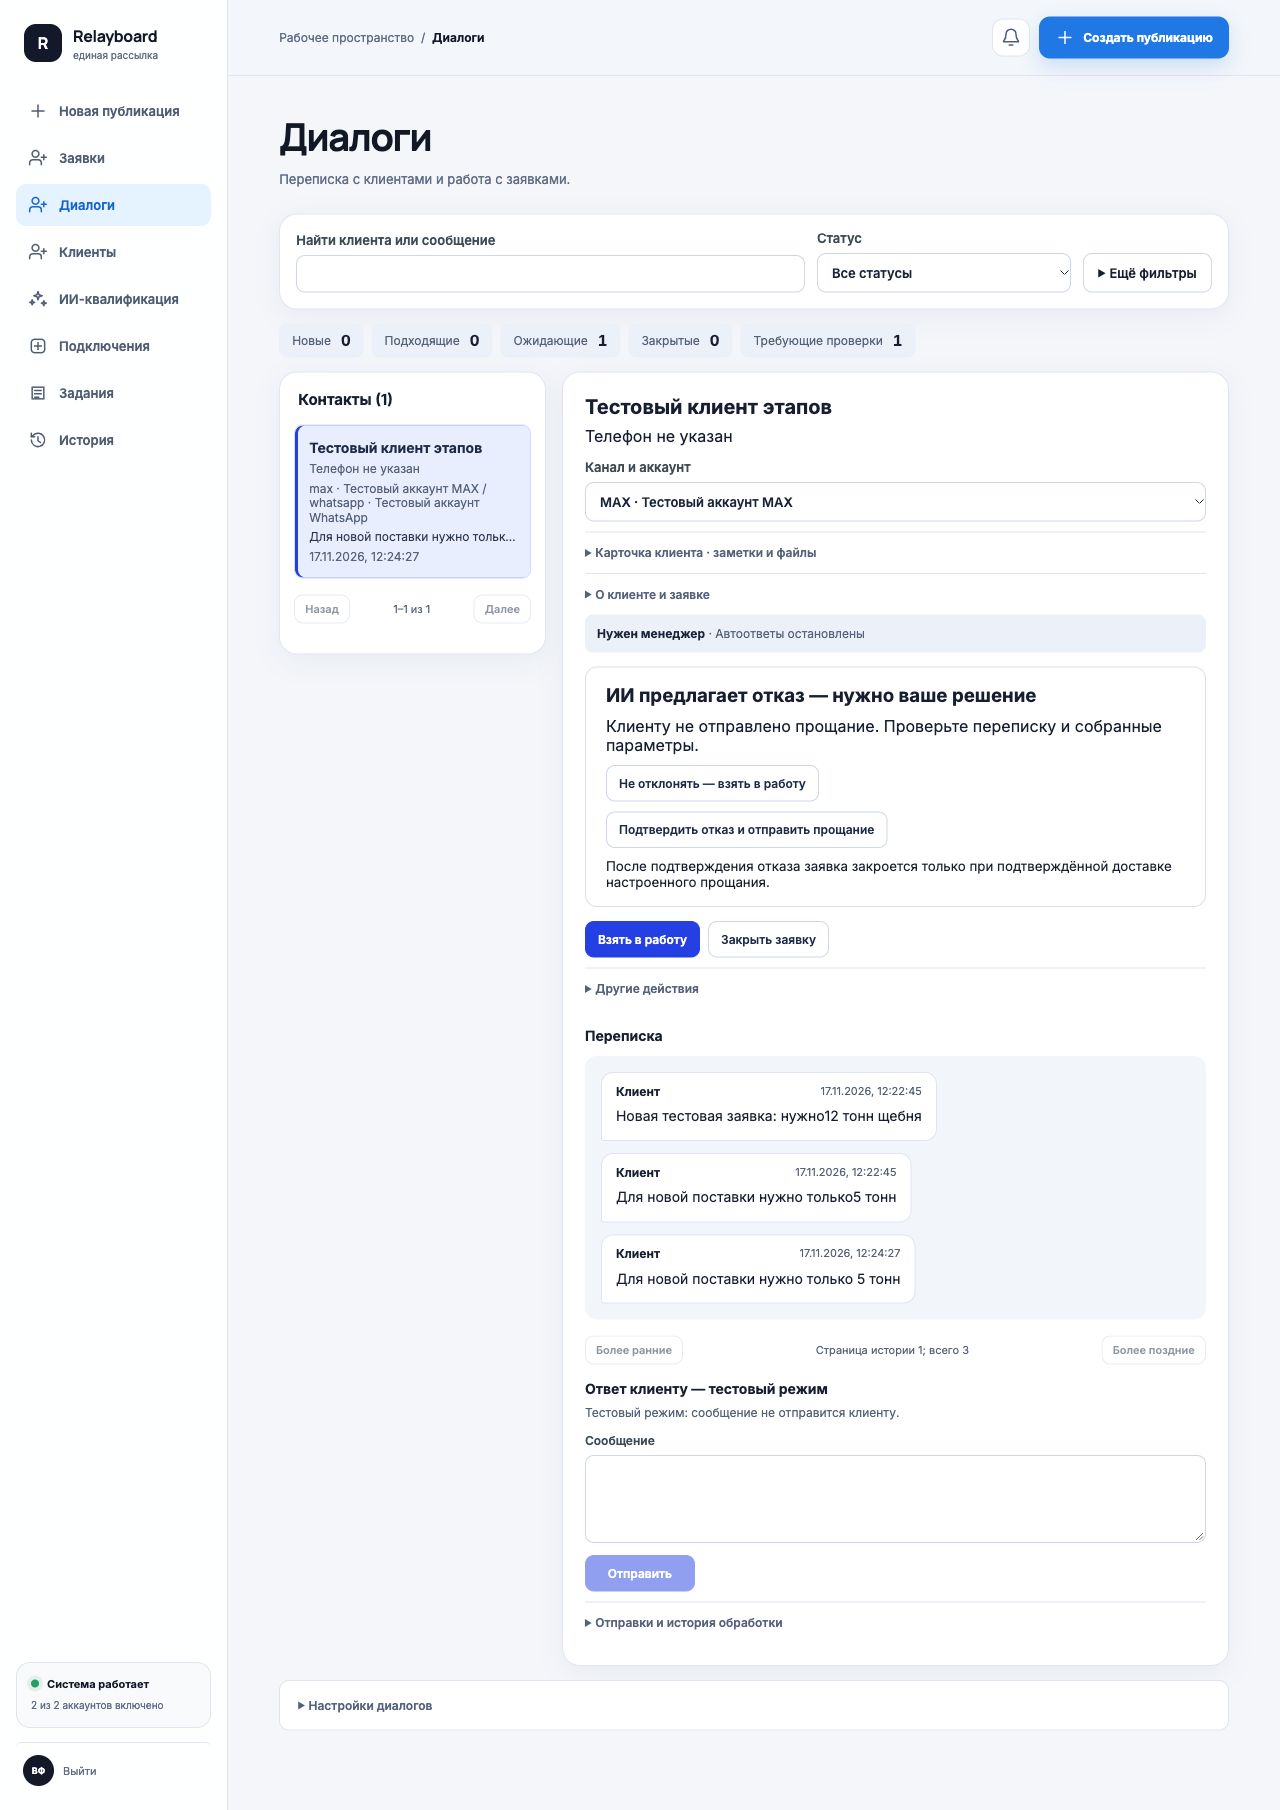 R
Relayboard
единая рассылка
Новая публикация
Заявки
Диалоги
Клиенты
ИИ-квалификация
Подключения
Задания
История
Система работает
2 из 2 аккаунтов включено
ВФ
Выйти
Рабочее пространство / Диалоги
Создать публикацию
Диалоги
Переписка с клиентами и работа с заявками.
Найти клиента или сообщение
Статус
Все статусы
Ещё фильтры
Новые 0
Подходящие 0
Ожидающие 1
Закрытые 0
Требующие проверки 1
Контакты (1)
Тестовый клиент этапов
Телефон не указан
max · Тестовый аккаунт MAX /
whatsapp · Тестовый аккаунт
WhatsApp
Для новой поставки нужно тольк...
17.11.2026, 12:24:27
Назад
1–1 из 1
Далее
Тестовый клиент этапов
Телефон не указан
Канал и аккаунт
MAX · Тестовый аккаунт MAX
Карточка клиента · заметки и файлы
О клиенте и заявке
Нужен менеджер · Автоответы остановлены
ИИ предлагает отказ — нужно ваше решение
Клиенту не отправлено прощание. Проверьте переписку и собранные
параметры.
Не отклонять — взять в работу
Подтвердить отказ и отправить прощание
После подтверждения отказа заявка закроется только при подтверждённой доставке
настроенного прощания.
Взять в работу
Закрыть заявку
Другие действия
Переписка
Клиент 17.11.2026, 12:22:45
Новая тестовая заявка: нужно12 тонн щебня
Клиент 17.11.2026, 12:22:45
Для новой поставки нужно только5 тонн
Клиент 17.11.2026, 12:24:27
Для новой поставки нужно только 5 тонн
Более ранние
Страница истории 1; всего 3
Более поздние
Ответ клиенту — тестовый режим
Тестовый режим: сообщение не отправится клиенту.
Сообщение
Отправить
Отправки и история обработки
Настройки диалогов